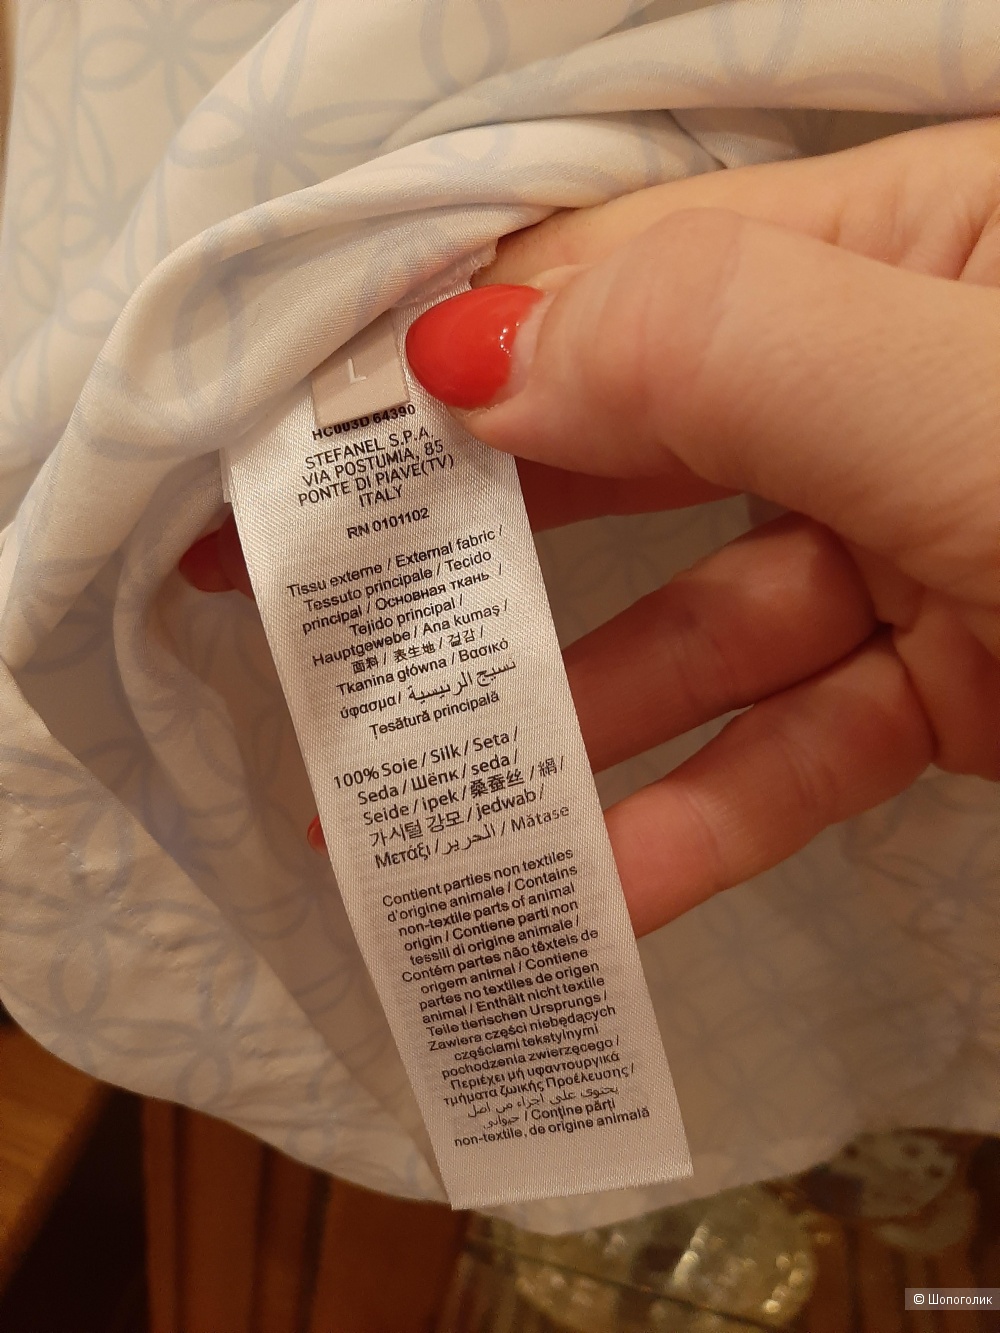 L
HC003D 64390
STEFANEL S.P.A.
VIA POSTUMIA, 85
PONTE DI PIAVE(TV)
ITALY
RN 0101102
Tissu externe / External fabric /
Tessuto principale / Tecido
principal / Основная ткань /
Tejido principal /
Hauptgewebe / Ana kumaş /
面料 / 表生地 / 겉감 /
Tkanina główna / Βασικό
ύφασμα / نسيج الرييسية
Ţesătură principală
100% Soie / Silk / Seta /
Seda / Шёлк / seda /
Seide / ipek / 桑蚕丝 / 絹 /
가시털 강모 / jedwab /
Μετάξι / الحرير / Mătase
Contient parties non textiles
d'origine animale / Contains
non-textile parts of animal
origin / Contiene parti non
tessili di origine animale /
Contém partes não têxteis de
origem animal / Contiene
partes no textiles de origen
animal / Enthält nicht textile
Teile tierischen Ursprungs /
Zawiera części niebędących
częściami tekstylnymi
pochodzenia zwierzęcego /
Περιέχει μή υφαντουργικά
τμήματα ζωικής Προέλευσης /
يحتوي على اجزاء من اصل
حيواني / Conţine părţi
non-textile, de origine animală
© Шопоголик